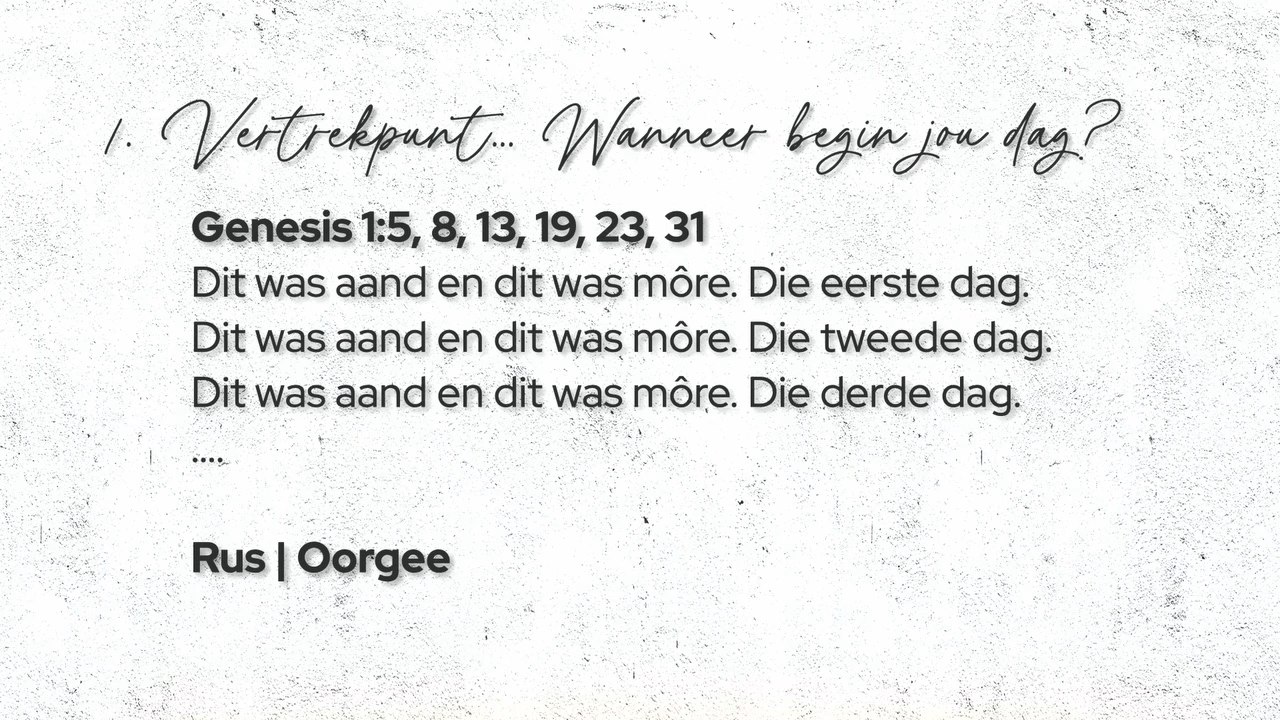 1. Vertrekpunt... Wanneer begin jou dag?
Genesis 1:5, 8, 13, 19, 23, 31
Dit was aand en dit was môre. Die eerste dag.
Dit was aand en dit was môre. Die tweede dag.
Dit was aand en dit was môre. Die derde dag.
....
Rus | Oorgee